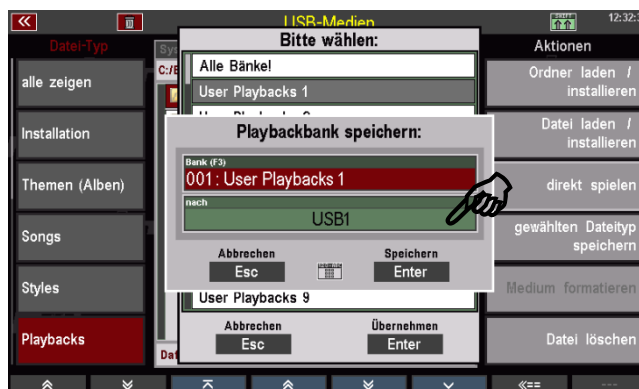 USB-Medien
SHIFT
12:32:
Datei-Typ
Bitte wählen:
Aktionen
alle zeigen
Installation
Themen (Alben)
Songs
Styles
Playbacks
C:/
Alle Bänke!
User Playbacks 1
Playbackbank speichern:
Bank (F3)
001: User Playbacks 1
nach
USB1
Abbrechen
Esc
Speichern
Enter
User Playbacks 9
Abbrechen
Esc
Übernehmen
Enter
Ordner laden /
installieren
Datei laden /
installieren
direkt spielen
gewählten Dateityp
speichern
Medium formatieren
Datei löschen